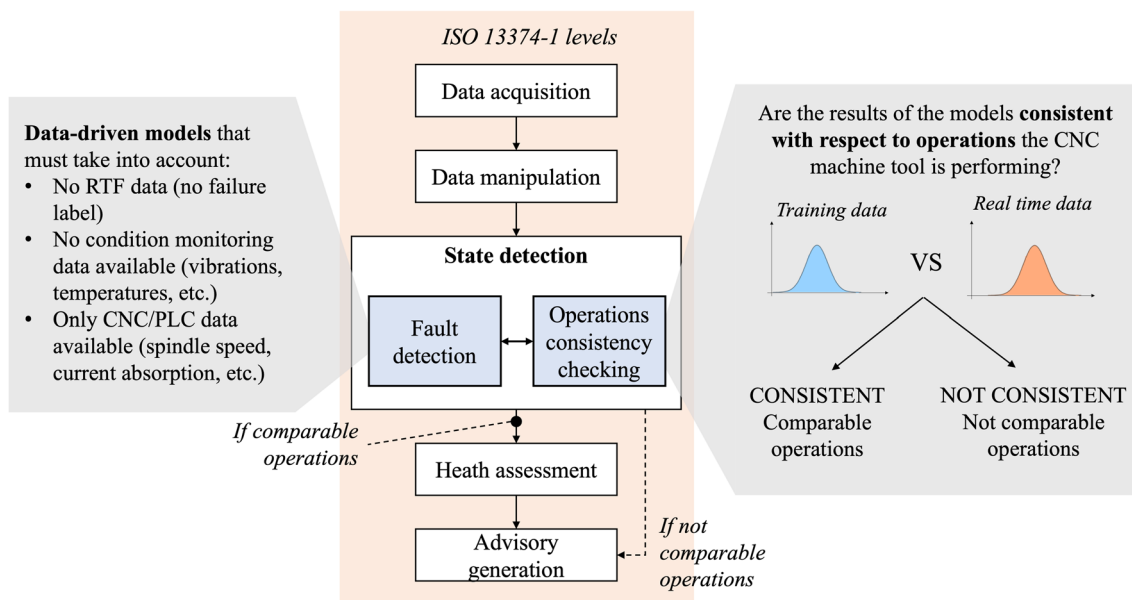 ISO 13374-1 levels
Data acquisition
Data manipulation
State detection
Fault
detection
Operations
consistency
checking
If comparable
operations
Heath assessment
Advisory
generation
If not
comparable
operations
Data-driven models that
must take into account:
• No RTF data (no failure
label)
• No condition monitoring
data available (vibrations,
temperatures, etc.)
• Only CNC/PLC data
available (spindle speed,
current absorption, etc.)
Are the results of the models consistent
with respect to operations the CNC
machine tool is performing?
Training data
Real time data
VS
CONSISTENT
Comparable
operations
NOT CONSISTENT
Not comparable
operations